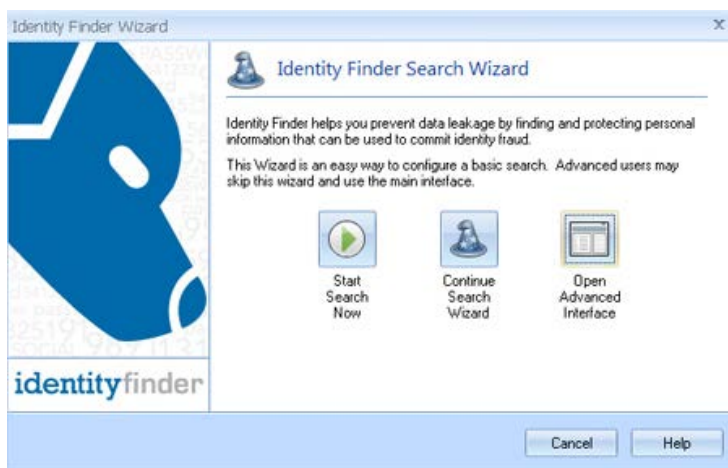 Identity Finder Wizard
x
Identity Finder Search Wizard
Identity Finder helps you prevent data leakage by finding and protecting personal
information that can be used to commit identity fraud.
This Wizard is an easy way to configure a basic search. Advanced users may
skip this wizard and use the main interface.
Start
Search
Now
Continue
Search
Wizard
Open
Advanced
Interface
identityfinder
Cancel
Help